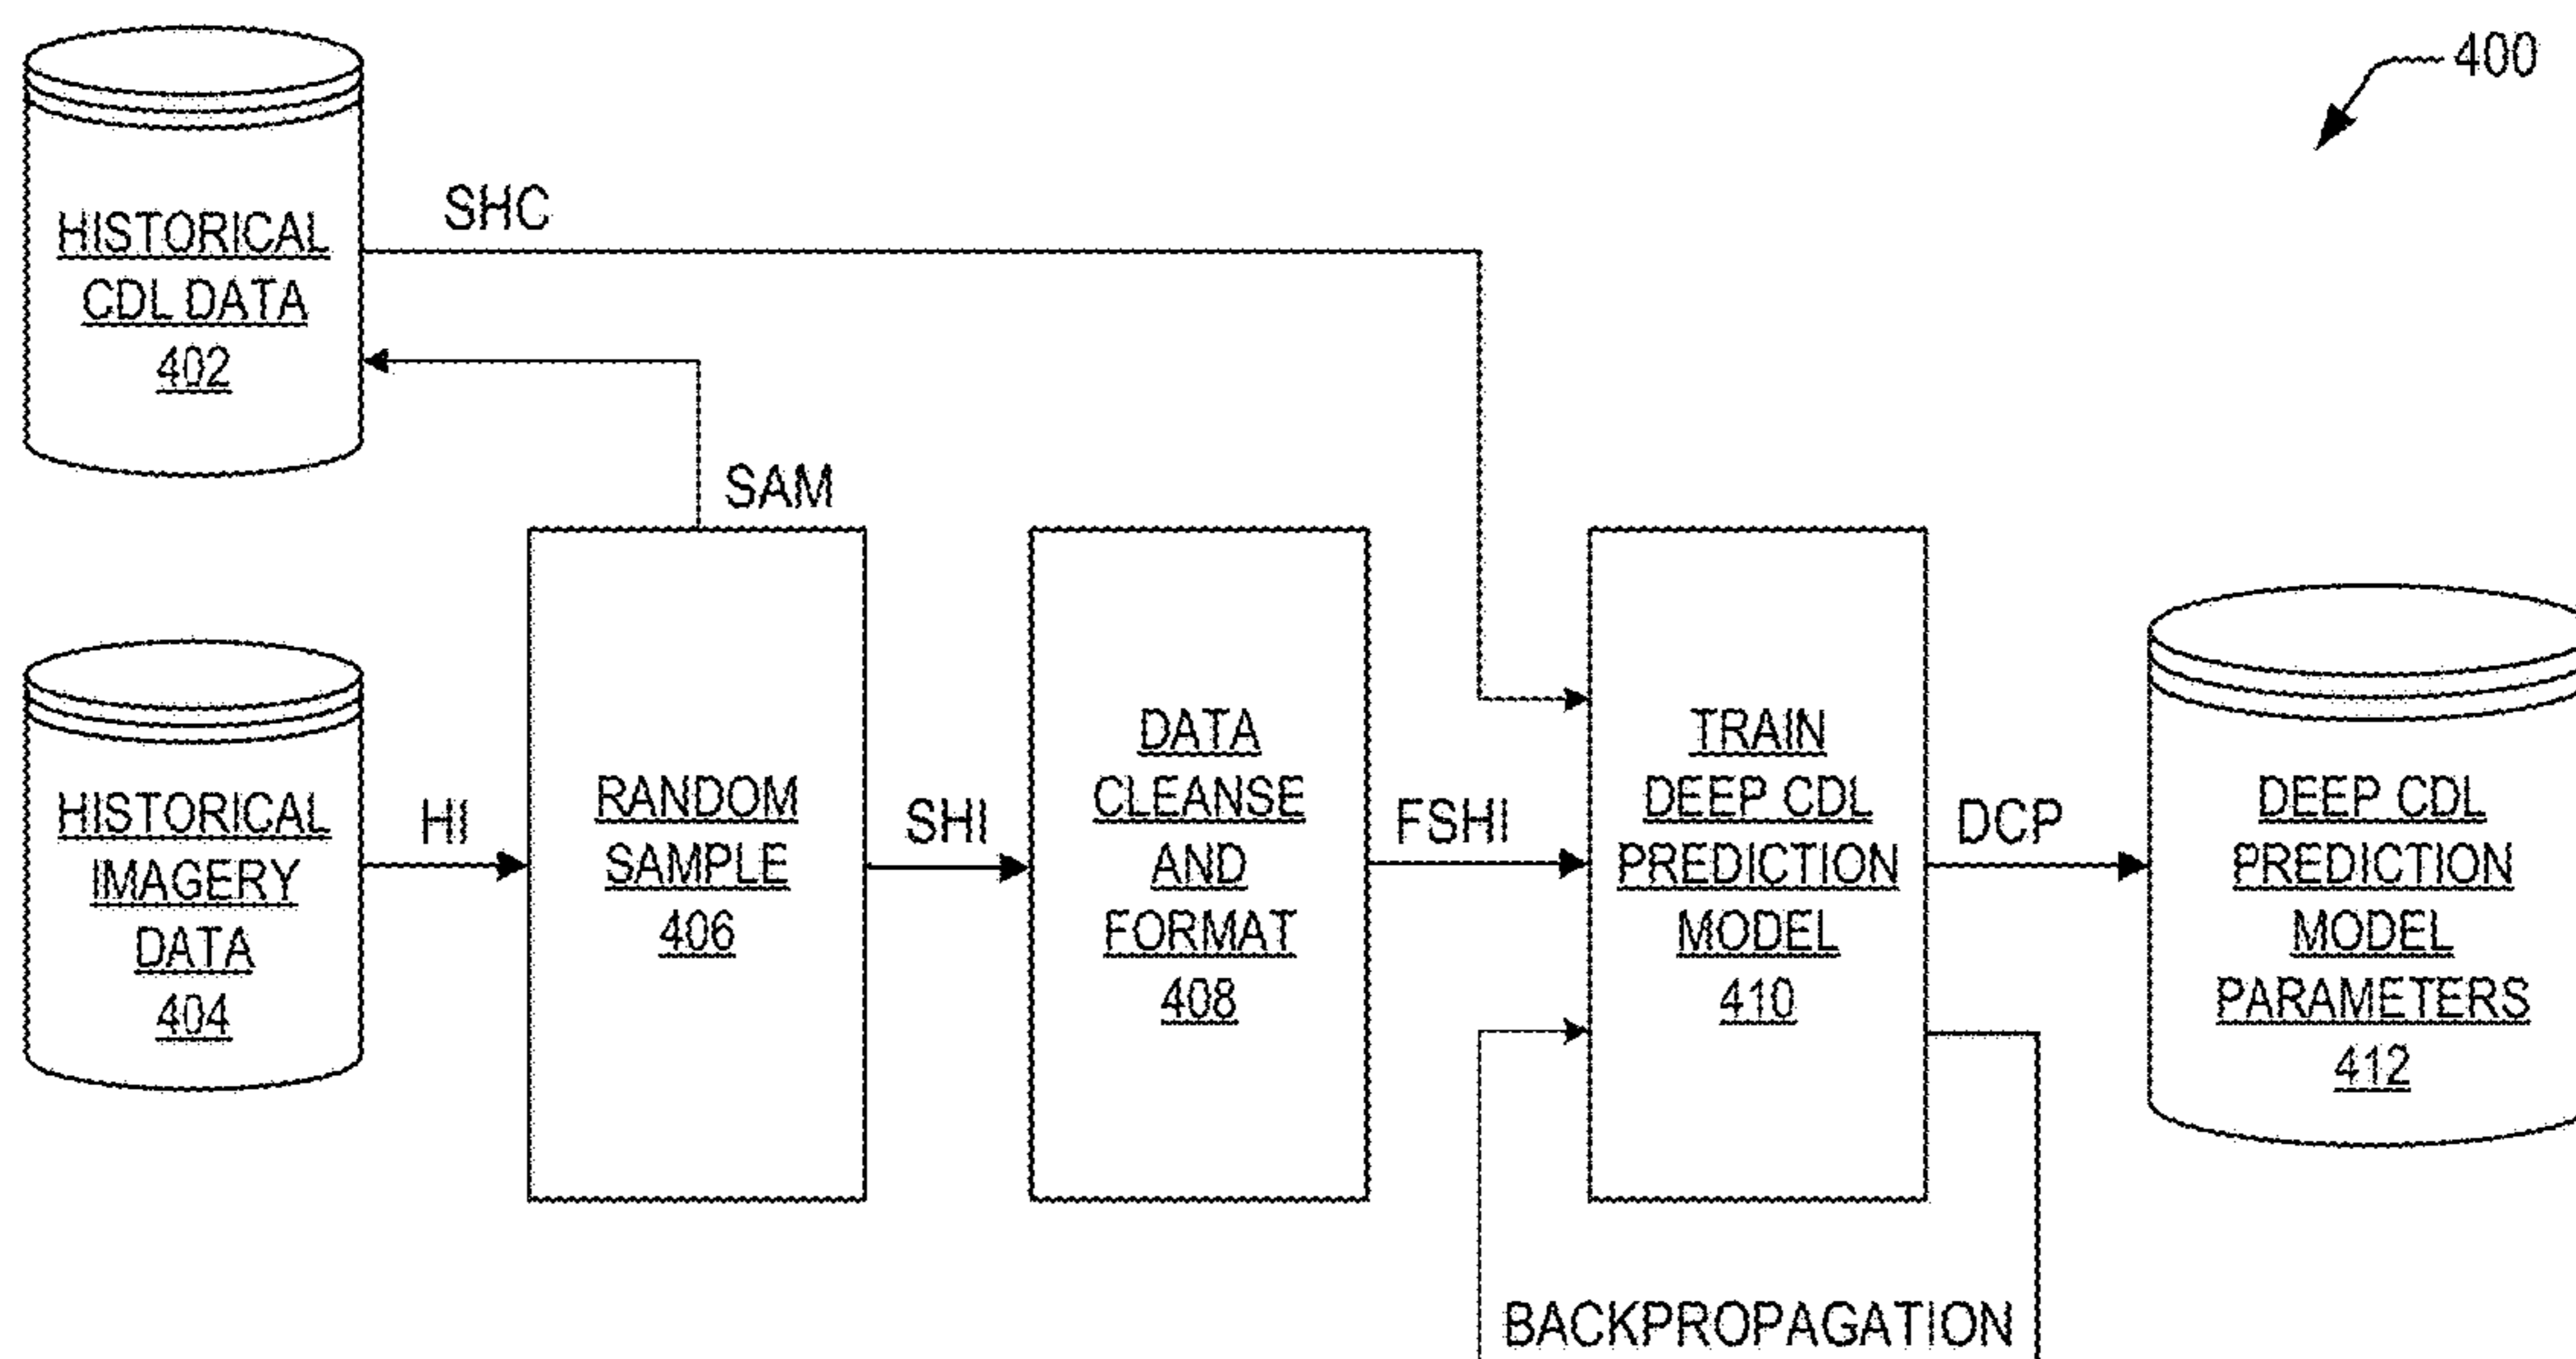 400
HISTORICAL
CDL DATA
402
SHC
SAM
HISTORICAL
IMAGERY
DATA
404
HI
RANDOM
SAMPLE
406
SHI
DATA
CLEANSE
AND
FORMAT
408
FSHI
TRAIN
DEEP CDL
PREDICTION
MODEL
410
DCP
DEEP CDL
PREDICTION
MODEL
PARAMETERS
412
BACKPROPAGATION